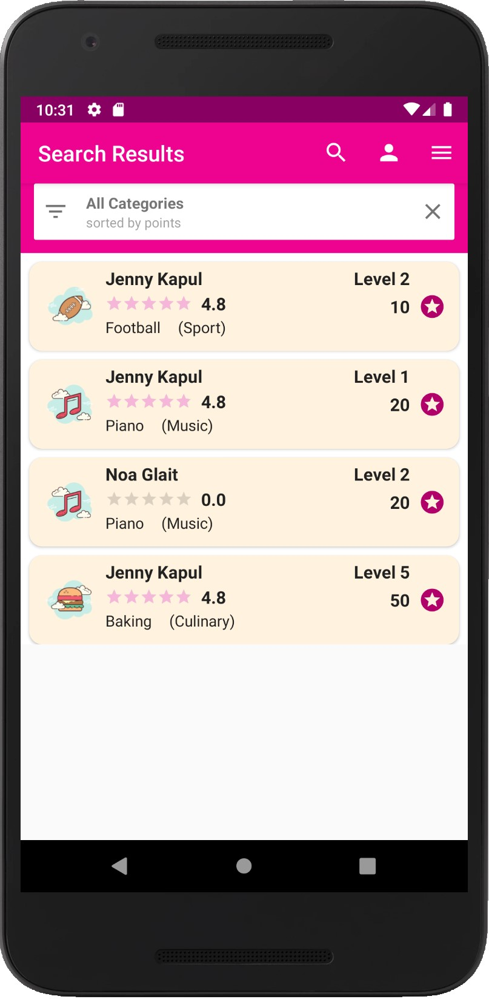 10:31
Search Results
All Categories
sorted by points
Jenny Kapul Level 2
4.8 10
Football (Sport)
Jenny Kapul Level 1
4.8 20
Piano (Music)
Noa Glait Level 2
0.0 20
Piano (Music)
Jenny Kapul Level 5
4.8 50
Baking (Culinary)